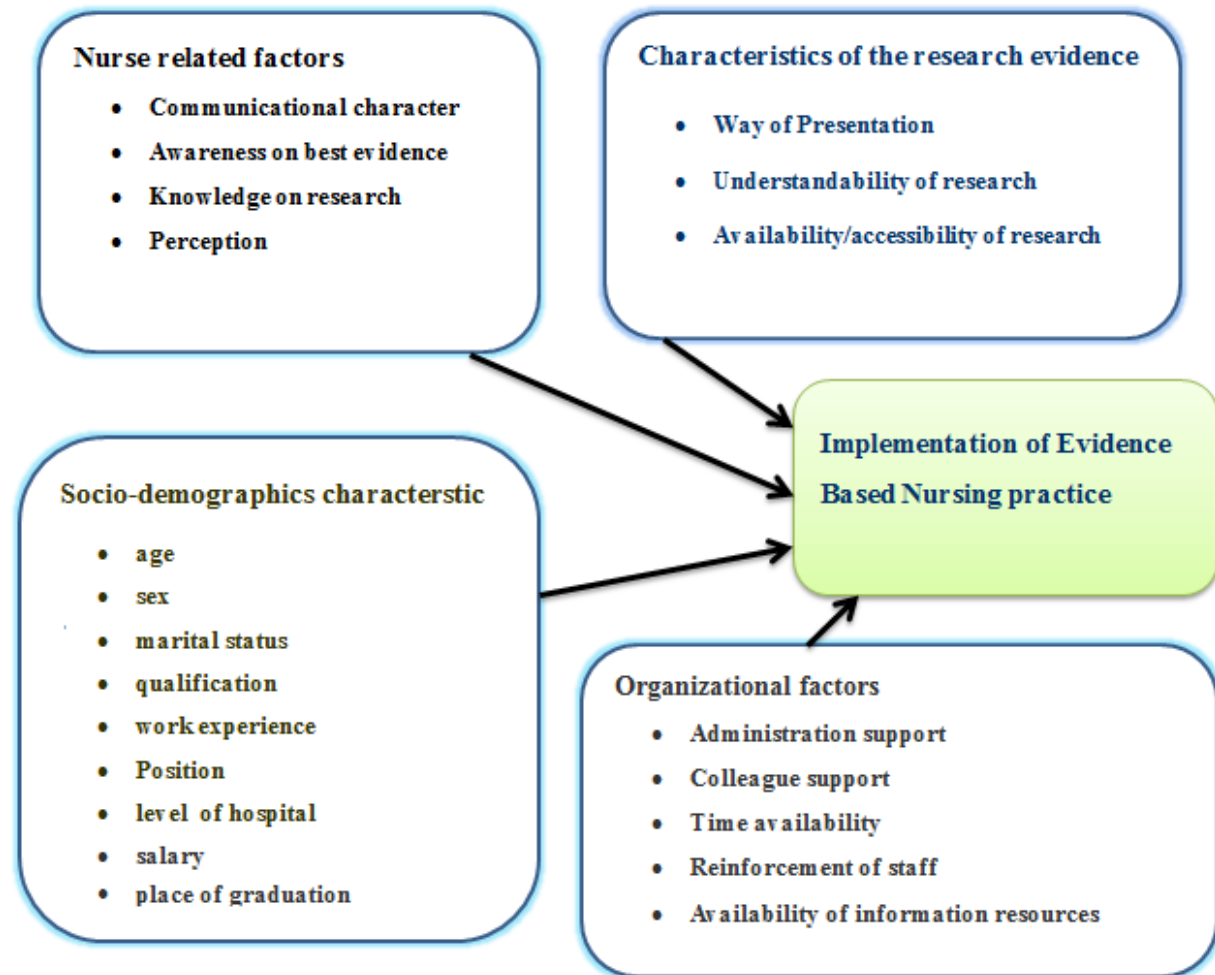 Nurse related factors
• Communicational character
• Awareness on best evidence
• Knowledge on research
• Perception
Characteristics of the research evidence
• Way of Presentation
• Understandability of research
• Availability/accessibility of research
Implementation of Evidence
Based Nursing practice
Socio-demographics characterstic
• age
• sex
• marital status
• qualification
• work experience
• Position
• level of hospital
• salary
• place of graduation
Organizational factors
• Administration support
• Colleague support
• Time availability
• Reinforcement of staff
• Availability of information resources